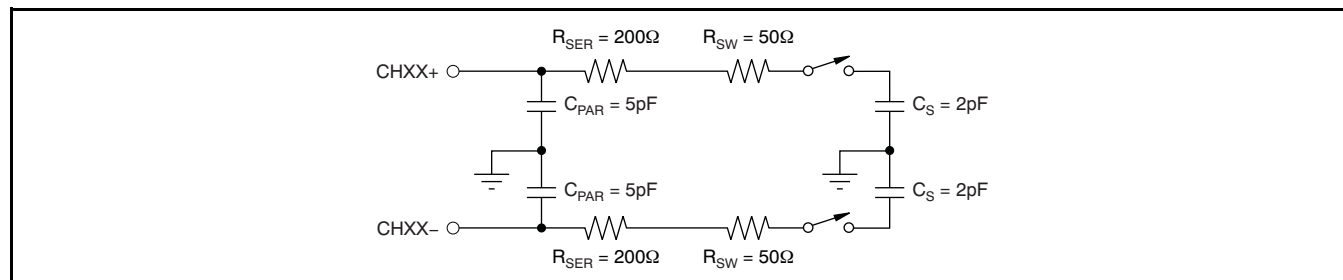 R_SER = 200Ω R_SW = 50Ω
CHXX+
C_PAR = 5pF C_S = 2pF
C_PAR = 5pF C_S = 2pF
CHXX−
R_SER = 200Ω R_SW = 50Ω